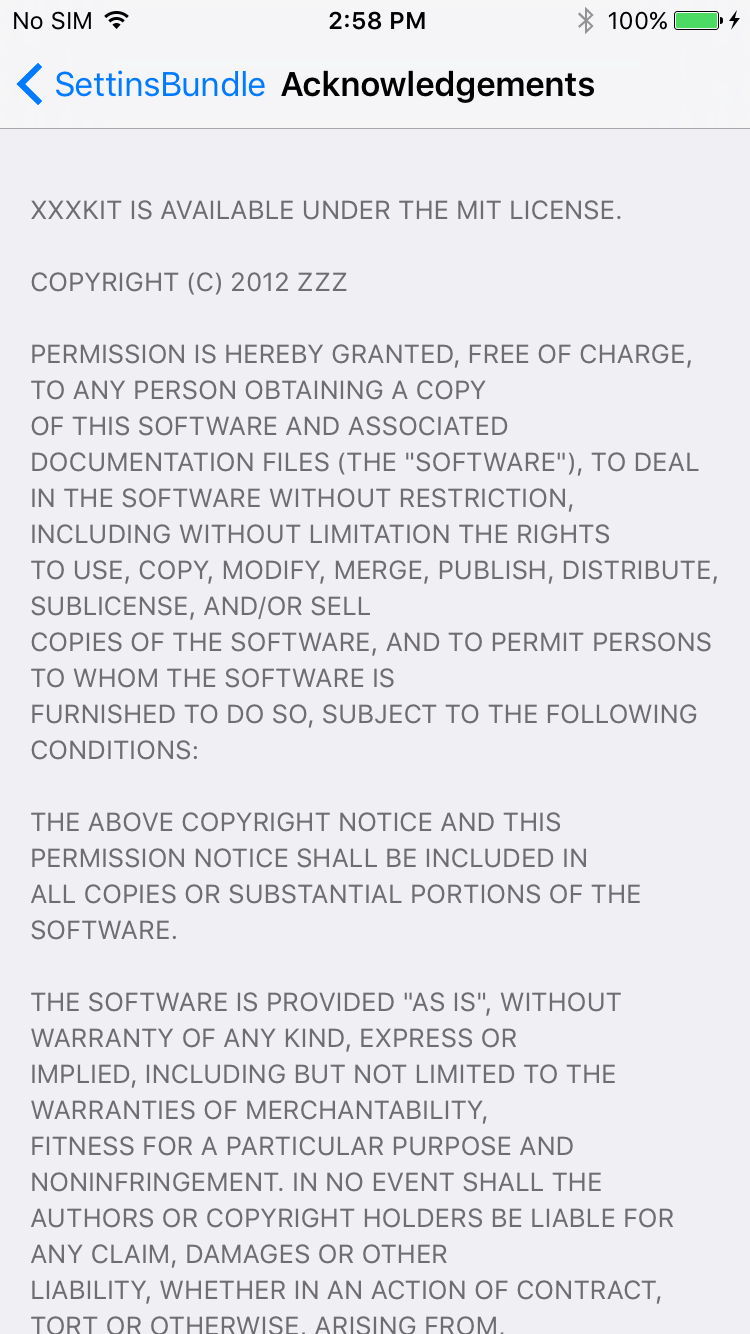 No SIM 2:58 PM 100%
SettinsBundle Acknowledgements
XXXKIT IS AVAILABLE UNDER THE MIT LICENSE.
COPYRIGHT (C) 2012 ZZZ
PERMISSION IS HEREBY GRANTED, FREE OF CHARGE,
TO ANY PERSON OBTAINING A COPY
OF THIS SOFTWARE AND ASSOCIATED
DOCUMENTATION FILES (THE "SOFTWARE"), TO DEAL
IN THE SOFTWARE WITHOUT RESTRICTION,
INCLUDING WITHOUT LIMITATION THE RIGHTS
TO USE, COPY, MODIFY, MERGE, PUBLISH, DISTRIBUTE,
SUBLICENSE, AND/OR SELL
COPIES OF THE SOFTWARE, AND TO PERMIT PERSONS
TO WHOM THE SOFTWARE IS
FURNISHED TO DO SO, SUBJECT TO THE FOLLOWING
CONDITIONS:
THE ABOVE COPYRIGHT NOTICE AND THIS
PERMISSION NOTICE SHALL BE INCLUDED IN
ALL COPIES OR SUBSTANTIAL PORTIONS OF THE
SOFTWARE.
THE SOFTWARE IS PROVIDED "AS IS", WITHOUT
WARRANTY OF ANY KIND, EXPRESS OR
IMPLIED, INCLUDING BUT NOT LIMITED TO THE
WARRANTIES OF MERCHANTABILITY,
FITNESS FOR A PARTICULAR PURPOSE AND
NONINFRINGEMENT. IN NO EVENT SHALL THE
AUTHORS OR COPYRIGHT HOLDERS BE LIABLE FOR
ANY CLAIM, DAMAGES OR OTHER
LIABILITY, WHETHER IN AN ACTION OF CONTRACT,
TORT OR OTHERWISE, ARISING FROM,